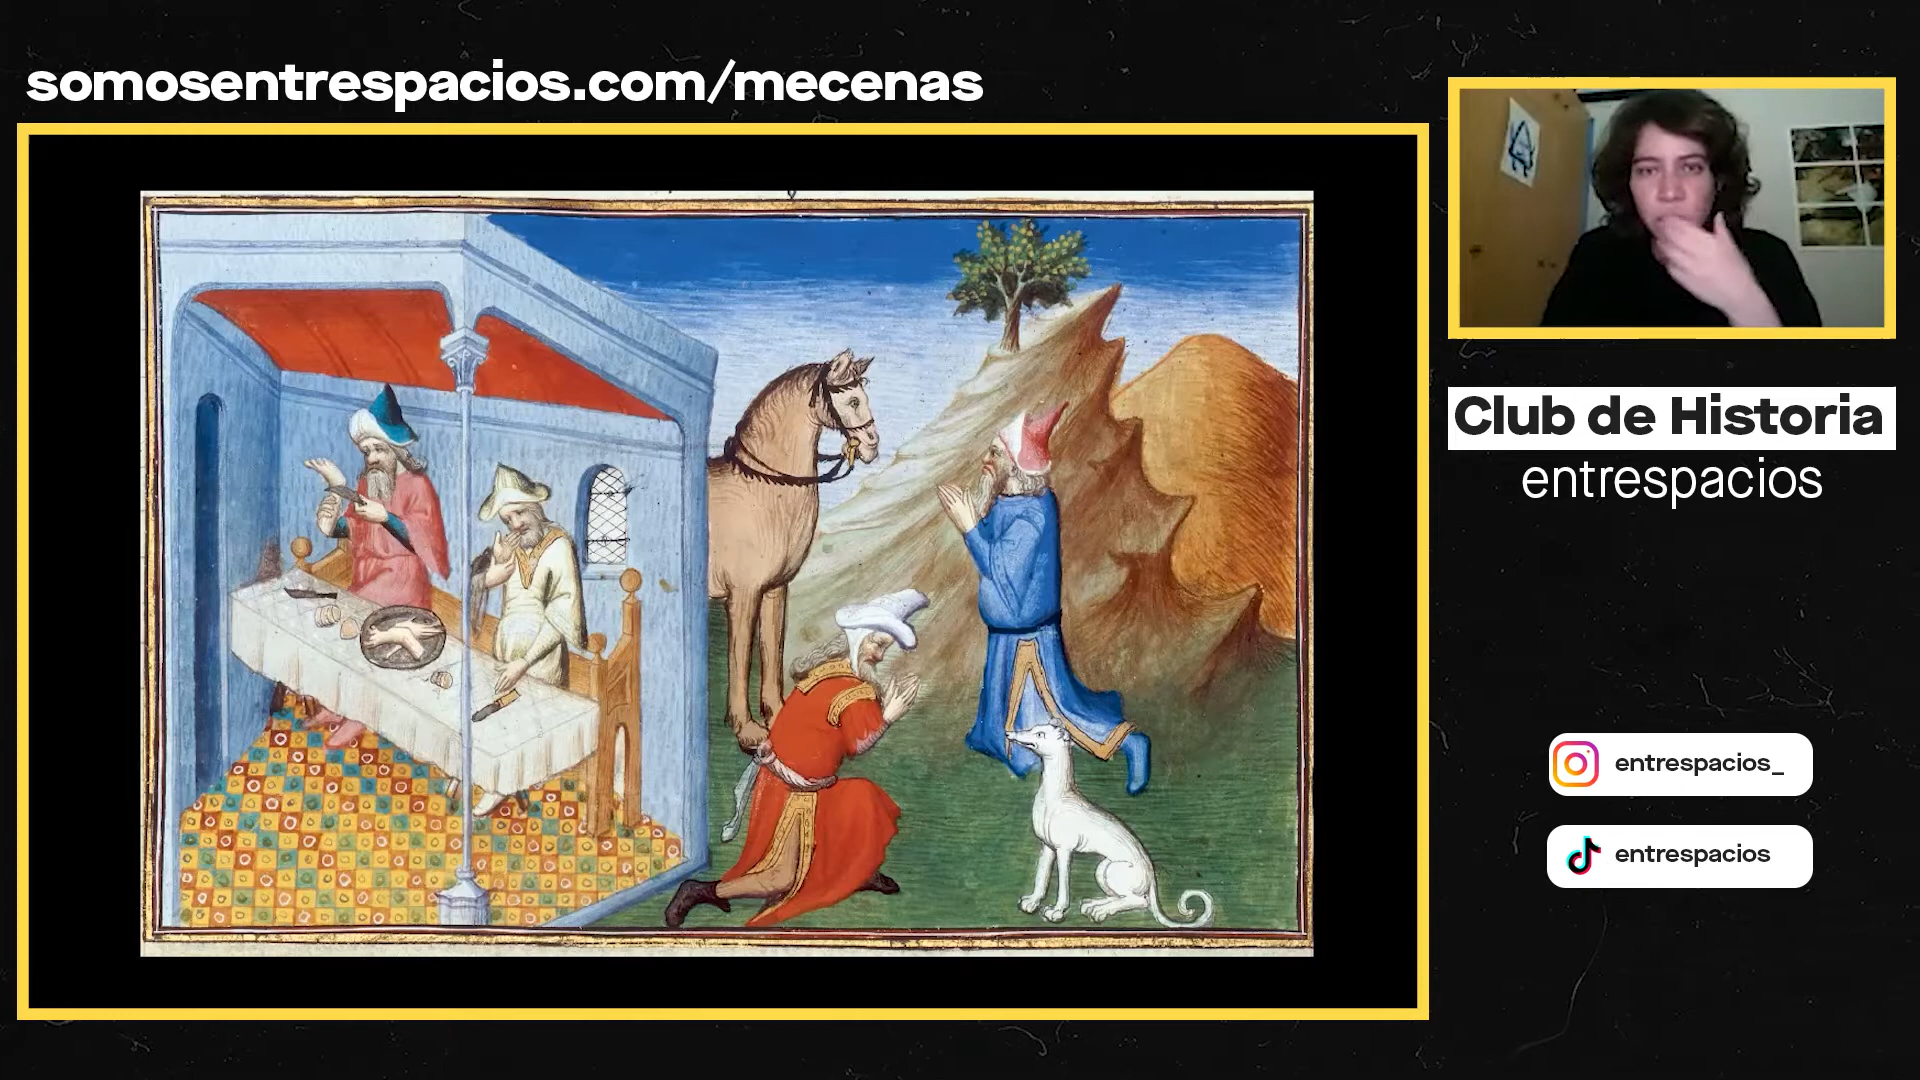 somosentrespacios.com/mecenas
Club de Historia
entrespacios
entrespacios_
entrespacios